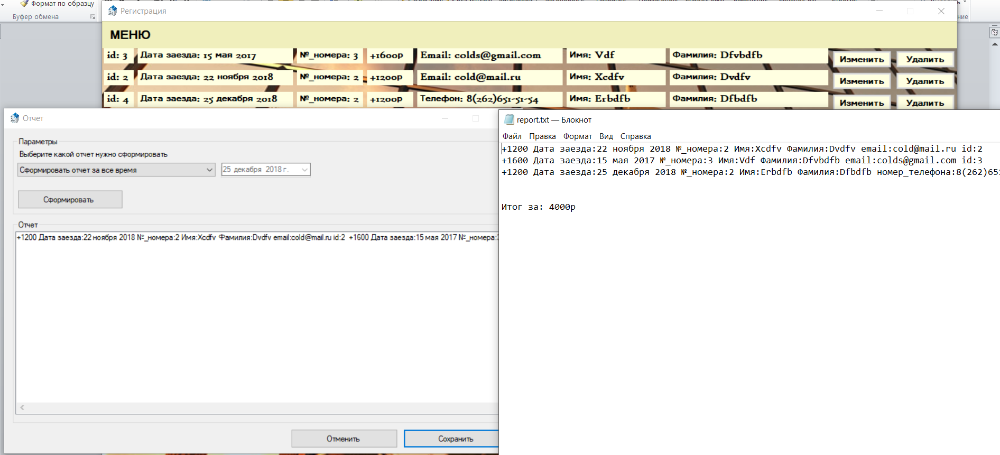 Формат по образцу
Буфер обмена
Регистрация
МЕНЮ
id: 3 Дата заезда: 15 мая 2017 №_номера: 3 +1600р Email: colds@gmail.com Имя: Vdf Фамилия: Dfvbdfb Изменить Удалить
id: 2 Дата заезда: 22 ноября 2018 №_номера: 2 +1200р Email: cold@mail.ru Имя: Xcdfv Фамилия: Dvdfv Изменить Удалить
id: 4 Дата заезда: 25 декабря 2018 №_номера: 2 +1200р Телефон: 8(262)651-51-54 Имя: Erbdfb Фамилия: Dfbdfb Изменить Удалить
Отчет
Параметры
Выберите какой отчет нужно сформировать
Сформировать отчет за все время 25 декабря 2018 г.
Сформировать
Отчет
+1200 Дата заезда:22 ноября 2018 №_номера:2 Имя:Xcdfv Фамилия:Dvdfv email:cold@mail.ru id:2 +1600 Дата заезда:15 мая 2017 №_номера:3
Отменить Сохранить
report.txt — Блокнот
Файл Правка Формат Вид Справка
+1200 Дата заезда:22 ноября 2018 №_номера:2 Имя:Xcdfv Фамилия:Dvdfv email:cold@mail.ru id:2
+1600 Дата заезда:15 мая 2017 №_номера:3 Имя:Vdf Фамилия:Dfvbdfb email:colds@gmail.com id:3
+1200 Дата заезда:25 декабря 2018 №_номера:2 Имя:Erbdfb Фамилия:Dfbdfb номер_телефона:8(262)651
Итог за: 4000р